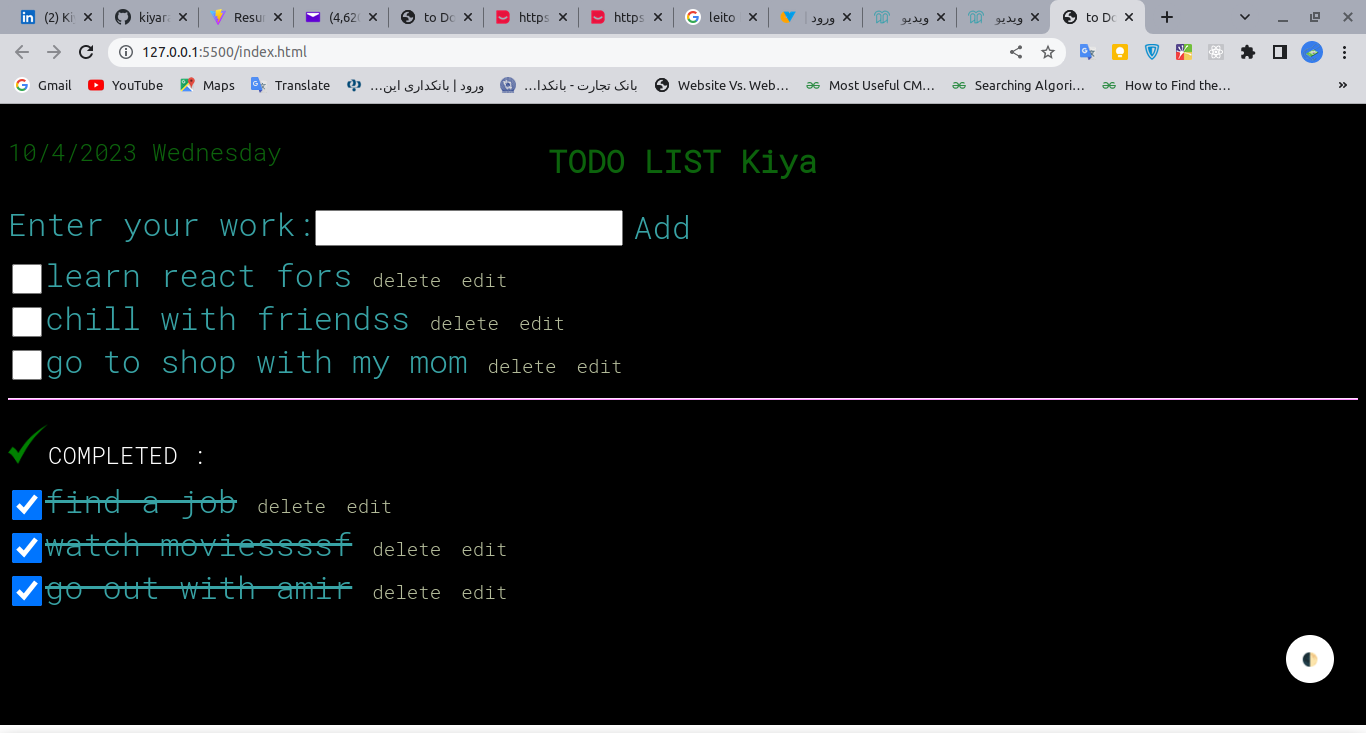 (2) Ki
kiyar
Resu
(4,620
to Do
https
https
leito
ورود |
ویدیو
ویدیو
to Do
127.0.0.1:5500/index.html
Gmail
YouTube
Maps
Translate
ورود | بانکداری این...
بانک تجارت - بانکدا...
Website Vs. Web...
Most Useful CM...
Searching Algori...
How to Find the...
»
10/4/2023 Wednesday
TODO LIST Kiya
Enter your work: Add
learn react fors delete edit
chill with friendss delete edit
go to shop with my mom delete edit
COMPLETED :
find a job delete edit
watch moviessssf delete edit
go out with amir delete edit